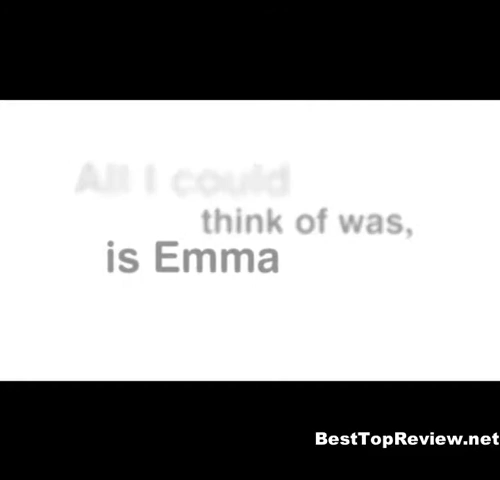 All I could
think of was,
is Emma
BestTopReview.net